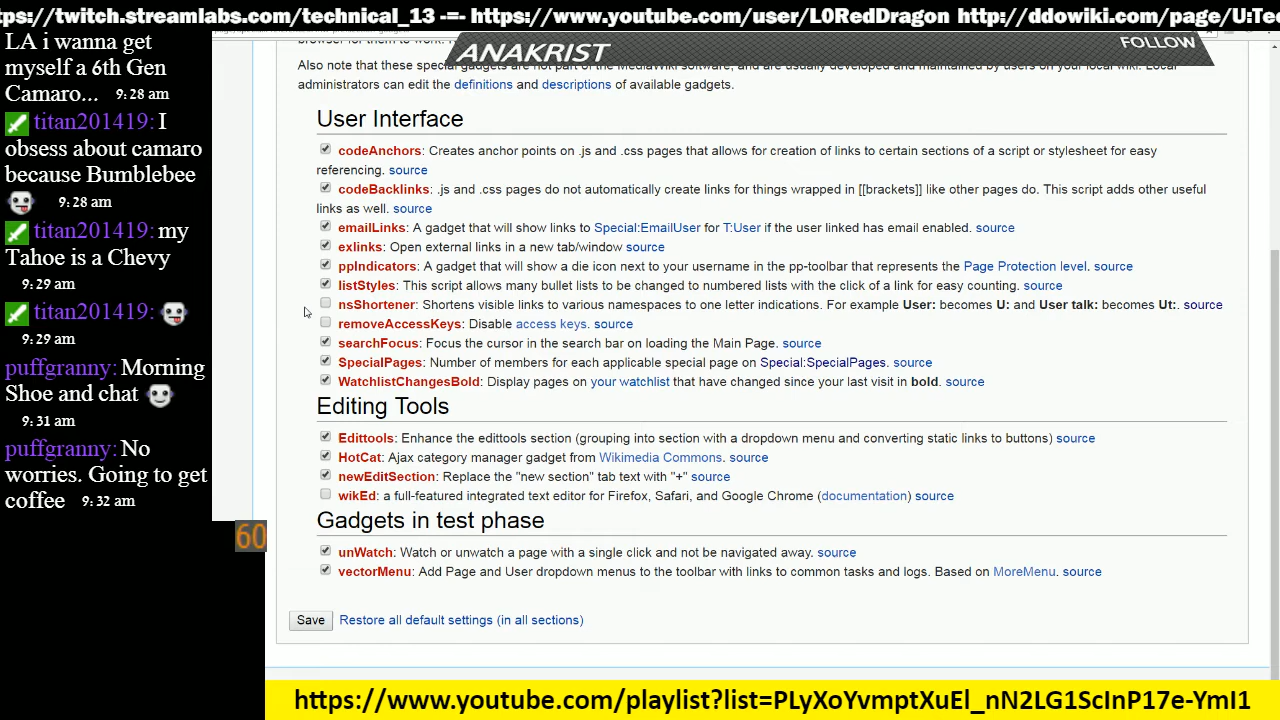 ps://twitch.streamlabs.com/technical_13 -=- https://www.youtube.com/user/L0RedDragon http://ddowiki.com/page/U:Tec
LA i wanna get
myself a 6th Gen
Camaro... 9:28 am
titan201419: I
obsess about camaro
because Bumblebee
9:28 am
titan201419: my
Tahoe is a Chevy
9:29 am
titan201419:
9:29 am
puffgranny: Morning
Shoe and chat
9:31 am
puffgranny: No
worries. Going to get
coffee 9:32 am
60
ANAKRIST
FOLLOW
Also note that these special gadgets are not part of the MediaWiki software, and are usually developed and maintained by users on your local wiki. Local
administrators can edit the definitions and descriptions of available gadgets.
User Interface
codeAnchors: Creates anchor points on .js and .css pages that allows for creation of links to certain sections of a script or stylesheet for easy
referencing. source
codeBacklinks: .js and .css pages do not automatically create links for things wrapped in [[brackets]] like other pages do. This script adds other useful
links as well. source
emailLinks: A gadget that will show links to Special:EmailUser for T:User if the user linked has email enabled. source
exlinks: Open external links in a new tab/window source
ppIndicators: A gadget that will show a die icon next to your username in the pp-toolbar that represents the Page Protection level. source
listStyles: This script allows many bullet lists to be changed to numbered lists with the click of a link for easy counting. source
nsShortener: Shortens visible links to various namespaces to one letter indications. For example User: becomes U: and User talk: becomes Ut:. source
removeAccessKeys: Disable access keys. source
searchFocus: Focus the cursor in the search bar on loading the Main Page. source
SpecialPages: Number of members for each applicable special page on Special:SpecialPages. source
WatchlistChangesBold: Display pages on your watchlist that have changed since your last visit in bold. source
Editing Tools
Edittools: Enhance the edittools section (grouping into section with a dropdown menu and converting static links to buttons) source
HotCat: Ajax category manager gadget from Wikimedia Commons. source
newEditSection: Replace the "new section" tab text with "+" source
wikEd: a full-featured integrated text editor for Firefox, Safari, and Google Chrome (documentation) source
Gadgets in test phase
unWatch: Watch or unwatch a page with a single click and not be navigated away. source
vectorMenu: Add Page and User dropdown menus to the toolbar with links to common tasks and logs. Based on MoreMenu. source
Save Restore all default settings (in all sections)
https://www.youtube.com/playlist?list=PLyXoYvmptXuEl_nN2LG1ScInP17e-YmI1